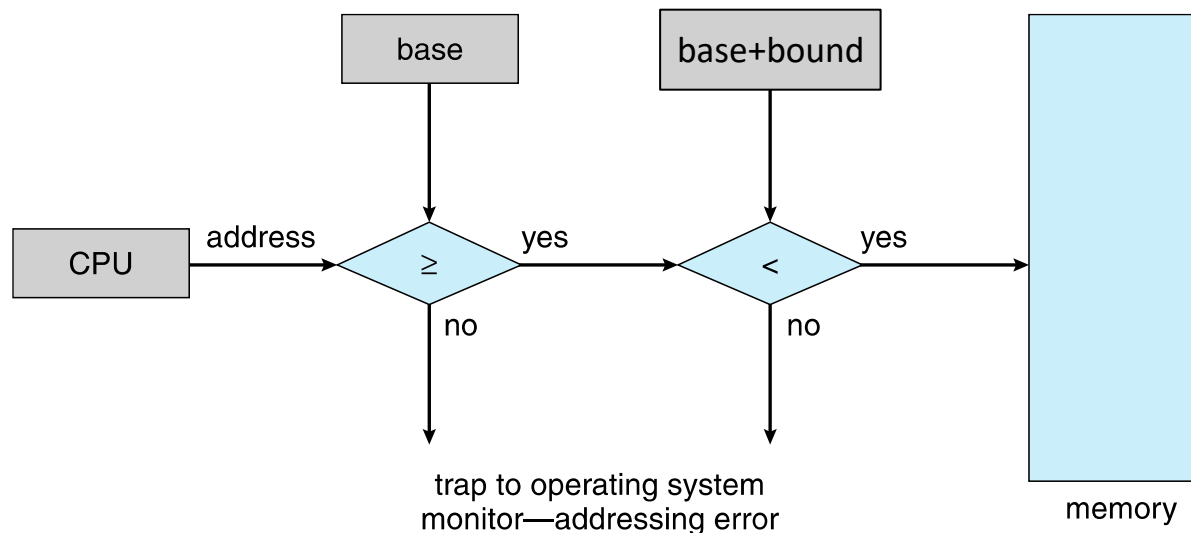 base
base+bound
CPU
address
≥
yes
<
yes
no
no
trap to operating system
monitor—addressing error
memory